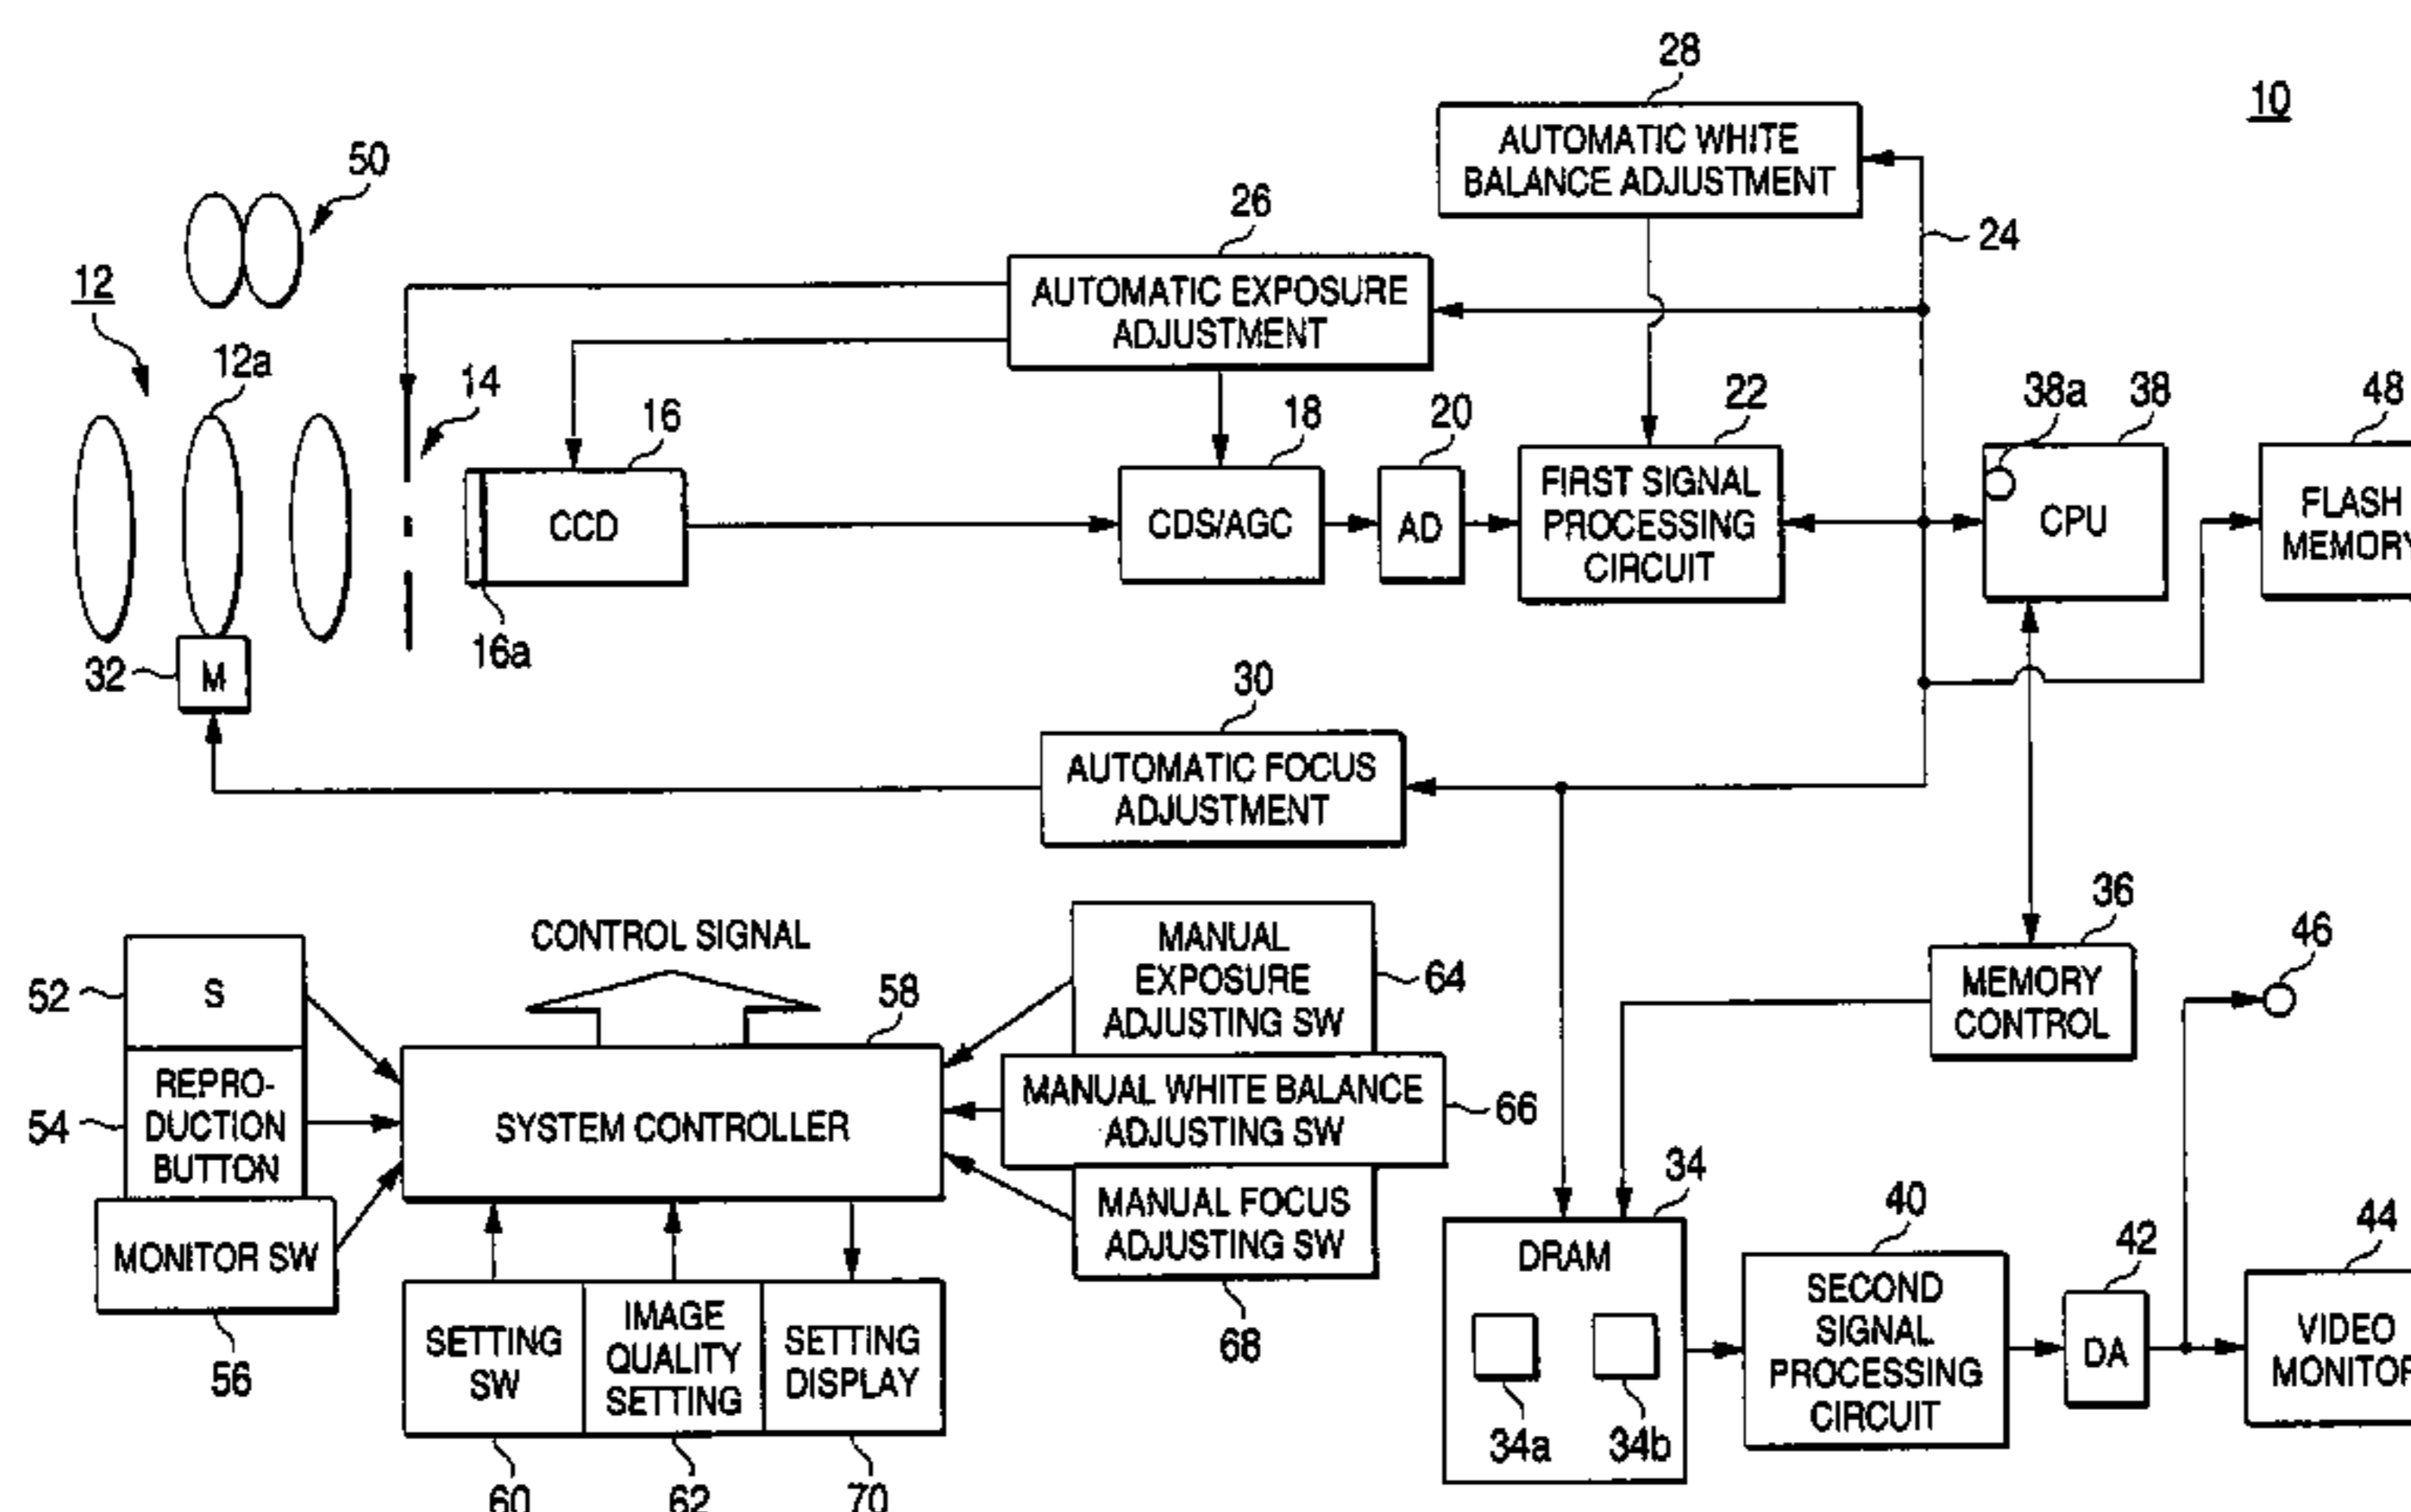 28
10
AUTOMATIC WHITE
BALANCE ADJUSTMENT
50
26
24
12
AUTOMATIC EXPOSURE
ADJUSTMENT
12a
14
16
18
20
22
38a
38
48
CCD
CDS/AGC
AD
FIRST SIGNAL
PROCESSING
CIRCUIT
CPU
FLASH
MEMORY
16a
32
M
30
AUTOMATIC FOCUS
ADJUSTMENT
CONTROL SIGNAL
36
46
52
S
58
MANUAL
EXPOSURE
ADJUSTING SW
64
MEMORY
CONTROL
54
REPRO-
DUCTION
BUTTON
SYSTEM CONTROLLER
MANUAL WHITE BALANCE
ADJUSTING SW
66
MANUAL FOCUS
ADJUSTING SW
68
34
40
42
44
MONITOR SW
56
DRAM
34a
34b
SECOND
SIGNAL
PROCESSING
CIRCUIT
DA
VIDEO
MONITOR
SETTING
SW
IMAGE
QUALITY
SETTING
SETTING
DISPLAY
60
62
70